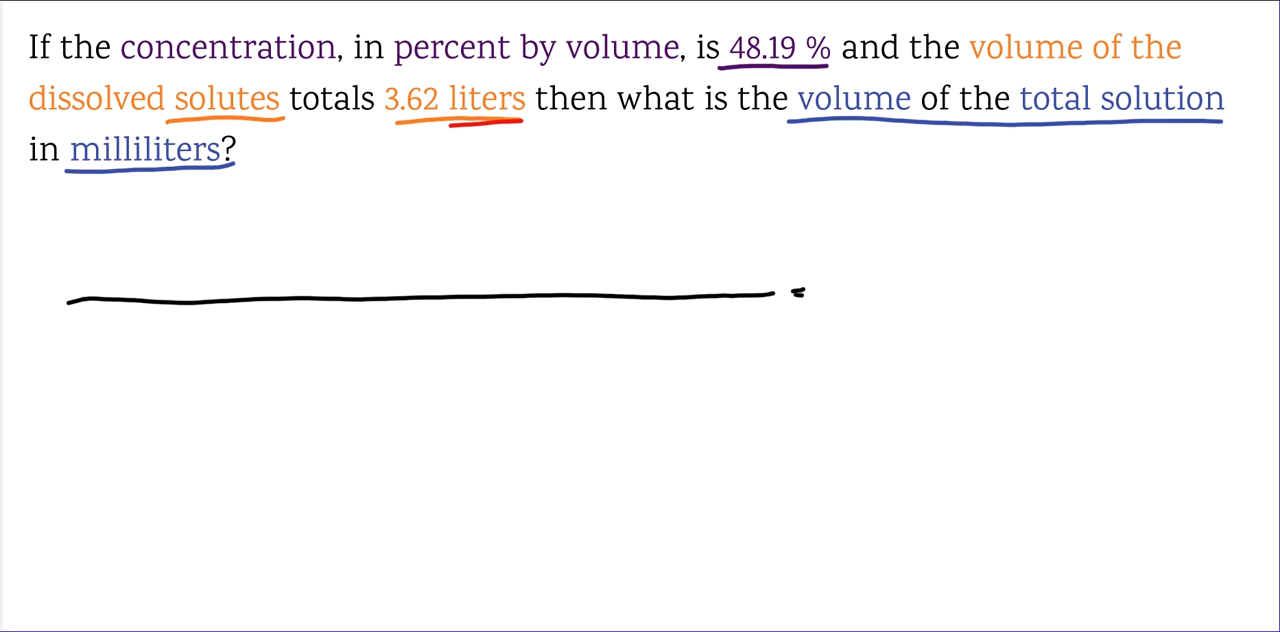 If the concentration, in percent by volume, is 48.19 % and the volume of the
dissolved solutes totals 3.62 liters then what is the volume of the total solution
in milliliters?
=